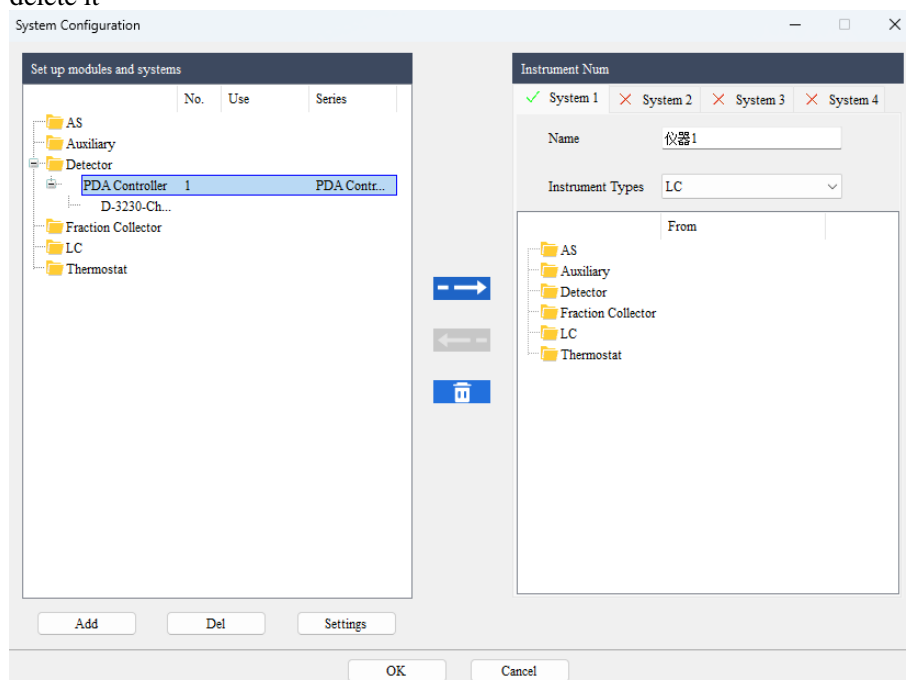 delete it
System Configuration
Set up modules and systems
No. Use Series
AS
Auxiliary
Detector
PDA Controller 1 PDA Contr...
D-3230-Ch...
Fraction Collector
LC
Thermostat
Add Del Settings
Instrument Num
System 1 System 2 System 3 System 4
Name 仪器1
Instrument Types LC
From
AS
Auxiliary
Detector
Fraction Collector
LC
Thermostat
OK Cancel